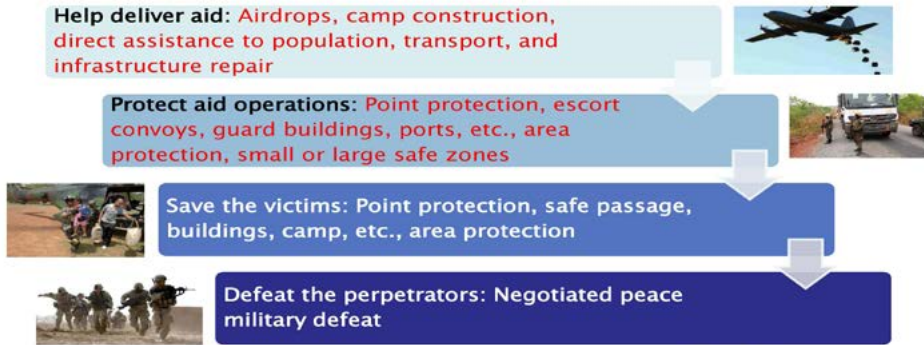 Help deliver aid: Airdrops, camp construction,
direct assistance to population, transport, and
infrastructure repair
Protect aid operations: Point protection, escort
convoys, guard buildings, ports, etc., area
protection, small or large safe zones
Save the victims: Point protection, safe passage,
buildings, camp, etc., area protection
Defeat the perpetrators: Negotiated peace
military defeat